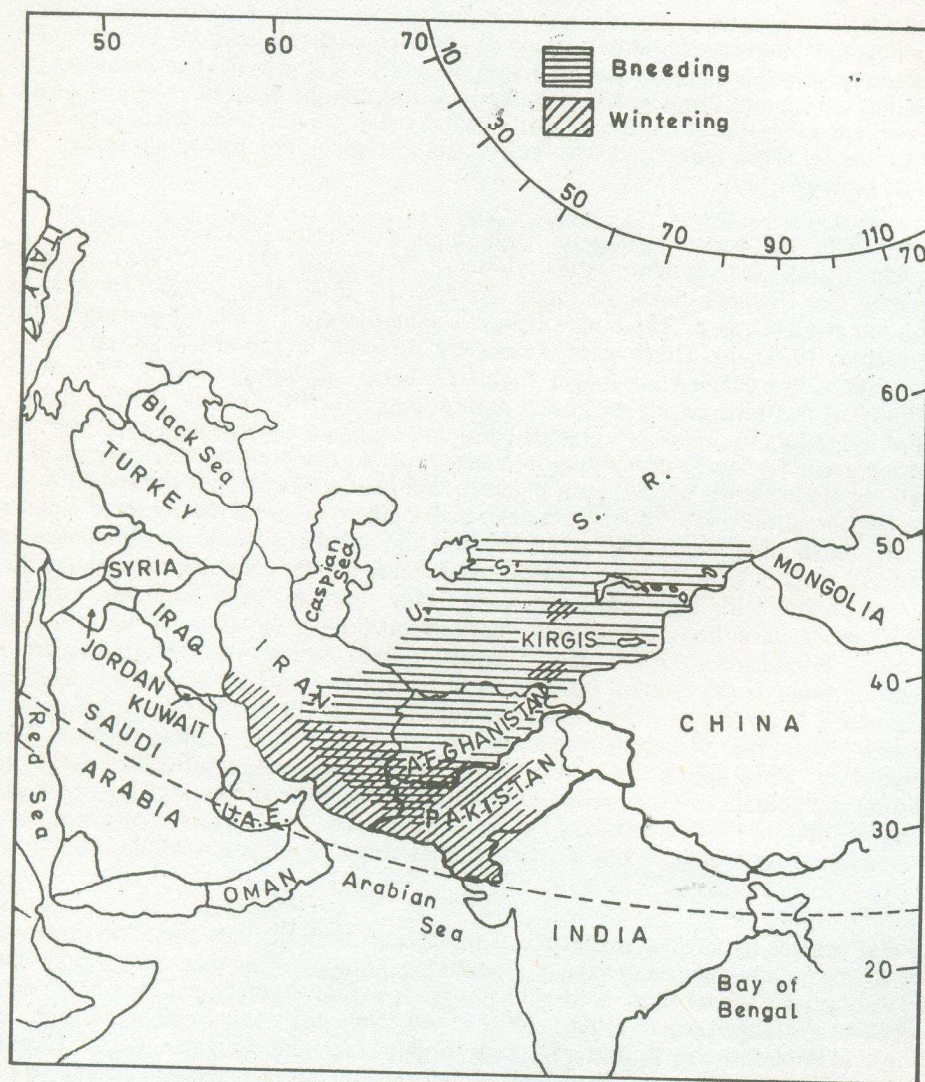 50
60
70
10
30
50
70
90
110
70
Bneeding
Wintering
ITALY
60
Black Sea
TURKEY
U. S. S. R.
Caspian
Sea
50
MONGOLIA
SYRIA
IRAQ
KIRGIS
IRAN
JORDAN
KUWAIT
40
CHINA
Red Sea
SAUDI
ARABIA
AFGHANISTAN
PAKISTAN
U.A.E.
30
OMAN
Arabian
Sea
INDIA
20
Bay of
Bengal